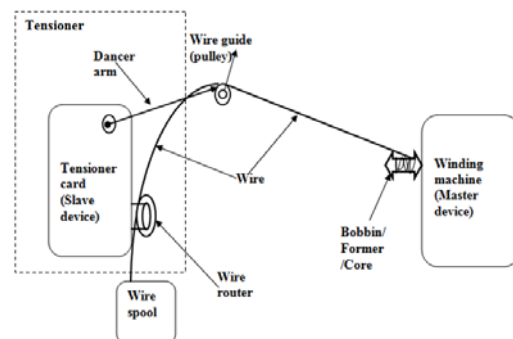 Tensioner
Dancer
arm
Wire guide
(pulley)
Tensioner
card
(Slave
device)
Wire
Winding
machine
(Master
device)
Bobbin/
Former
/Core
Wire
router
Wire
spool